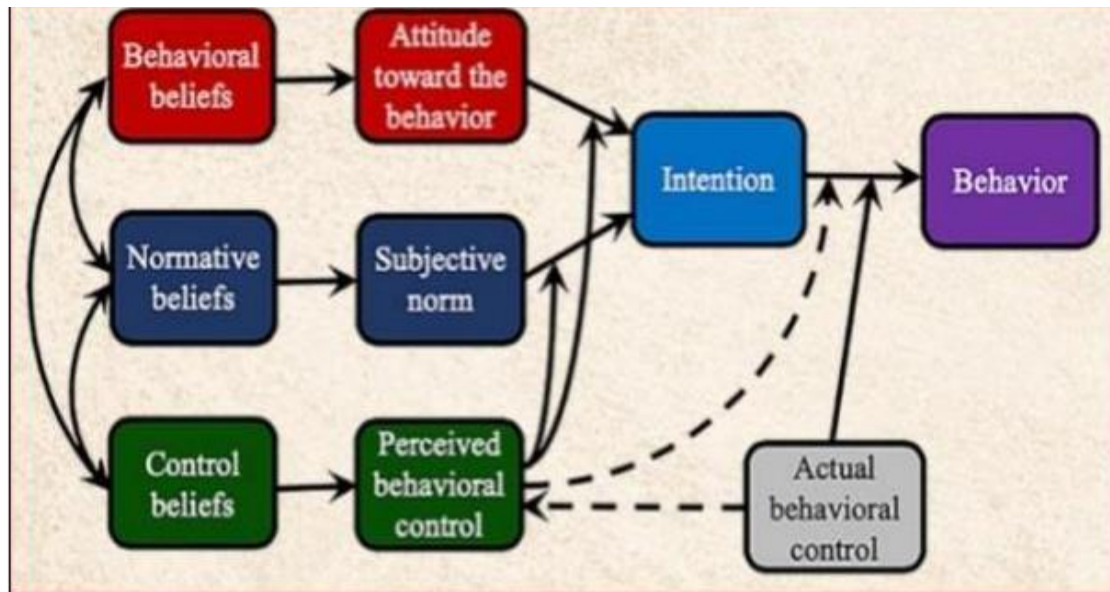 Behavioral
beliefs
Attitude
toward the
behavior
Intention
Behavior
Normative
beliefs
Subjective
norm
Control
beliefs
Perceived
behavioral
control
Actual
behavioral
control